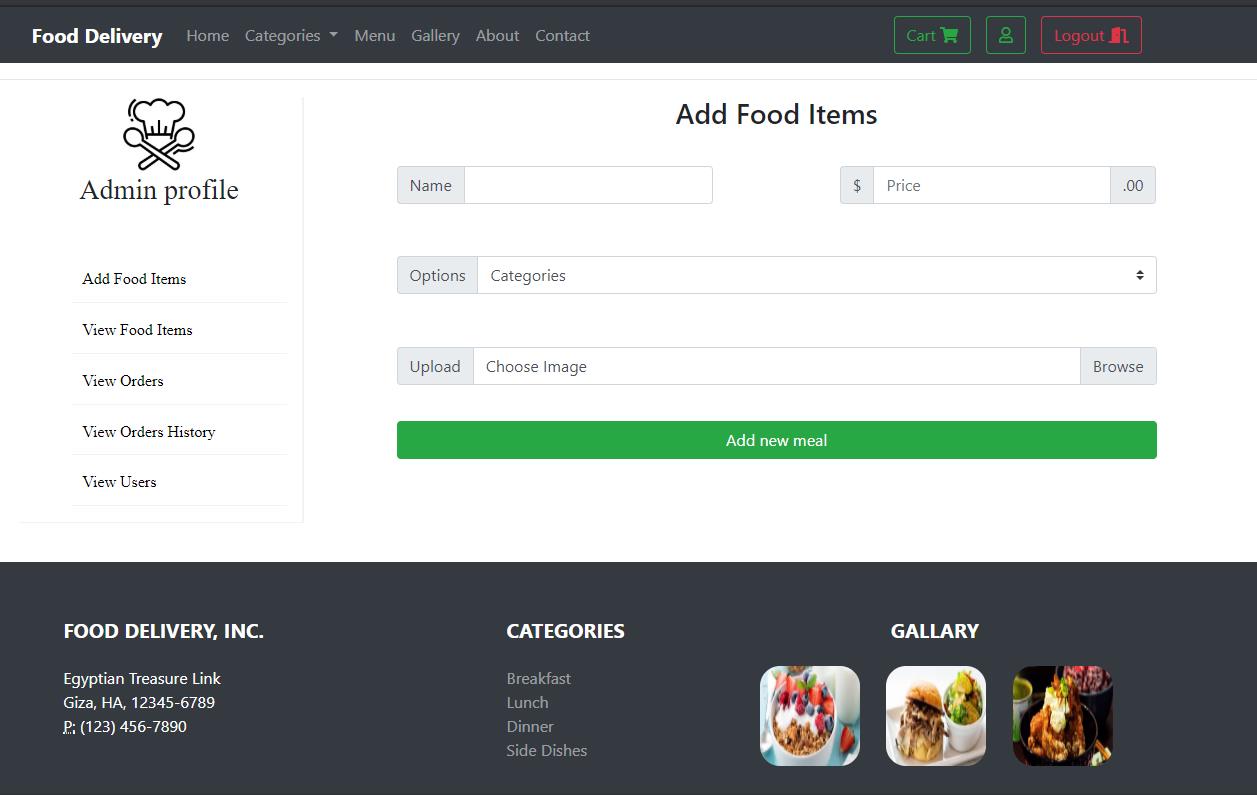 Food Delivery Home Categories Menu Gallery About Contact Cart Logout
Admin profile
Add Food Items
View Food Items
View Orders
View Orders History
View Users
Add Food Items
Name
$ Price .00
Options Categories
Upload Choose Image Browse
Add new meal
FOOD DELIVERY, INC.
Egyptian Treasure Link
Giza, HA, 12345-6789
P: (123) 456-7890
CATEGORIES
Breakfast
Lunch
Dinner
Side Dishes
GALLARY